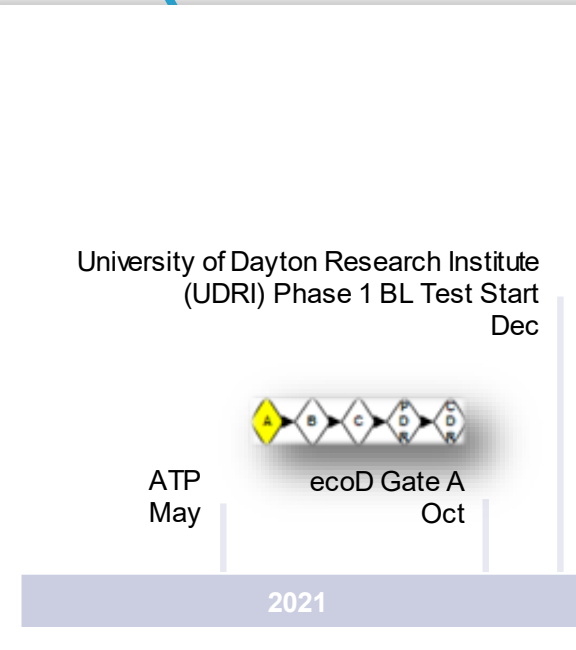 University of Dayton Research Institute
(UDRI) Phase 1 BL Test Start
Dec
A B C PDR CDR
ATP
May
ecoD Gate A
Oct
2021